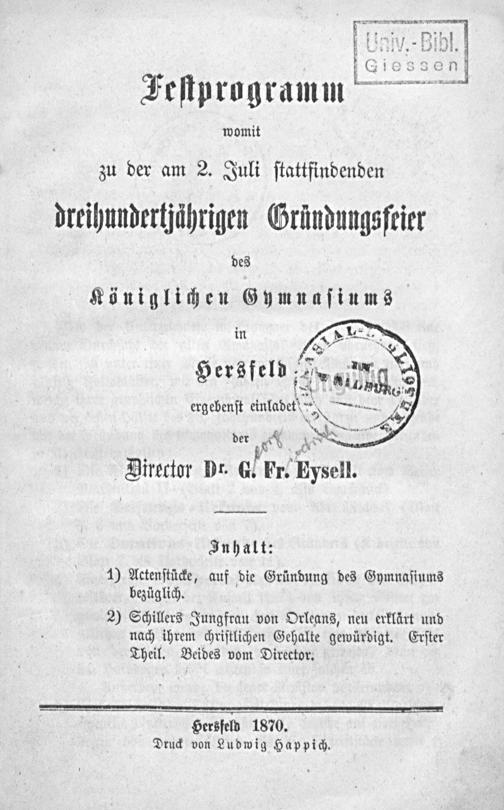 Univ.-Bibl.
Giessen
Festprogramm
womit
zu der am 2. Juli stattfindenden
dreihundertjährigen Gründungsfeier
des
Königlichen Gymnasiums
in
Hersfeld
ergebenst einladet
der
Director Dr. G. Fr. Eysell.
Inhalt:
1) Actenstücke, auf die Gründung des Gymnasiums
bezüglich.
2) Schillers Jungfrau von Orleans, neu erklärt und
nach ihrem christlichen Gehalte gewürdigt. Erster
Theil. Beides vom Director.
Hersfeld 1870.
Druck von Ludwig Happich.